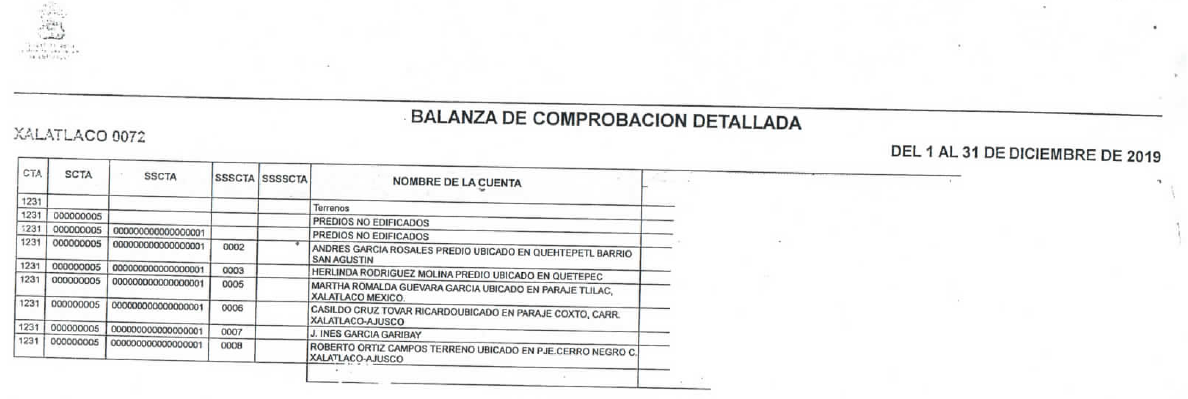 BALANZA DE COMPROBACION DETALLADA
XALATLACO 0072
DEL 1 AL 31 DE DICIEMBRE DE 2019
CTA SCTA SSCTA SSSCTA SSSSCTA NOMBRE DE LA CUENTA
1231 Terrenos
1231 000000005 PREDIOS NO EDIFICADOS
1231 000000005 000000000000000001 PREDIOS NO EDIFICADOS
1231 000000005 000000000000000001 0002 ANDRES GARCIA ROSALES PREDIO UBICADO EN QUEHTEPETL BARRIO
SAN AGUSTIN
1231 000000005 000000000000000001 0003 HERLINDA RODRIGUEZ MOLINA PREDIO UBICADO EN QUETEPEC
1231 000000005 000000000000000001 0005 MARTHA ROMALDA GUEVARA GARCIA UBICADO EN PARAJE TLILAC,
XALATLACO MEXICO.
1231 000000005 000000000000000001 0006 CASILDO CRUZ TOVAR RICARDOUBICADO EN PARAJE COXTO, CARR.
XALATLACO-AJUSCO
1231 000000005 000000000000000001 0007 J. INES GARCIA GARIBAY
1231 000000005 000000000000000001 0008 ROBERTO ORTIZ CAMPOS TERRENO UBICADO EN PJE.CERRO NEGRO C.
XALATLACO-AJUSCO